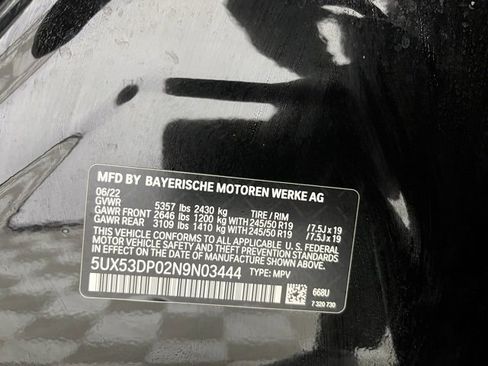 MFD BY BAYERISCHE MOTOREN WERKE AG
06/22
GVWR 5357 lbs 2430 kg TIRE / RIM
GAWR FRONT 2646 lbs 1200 kg WITH 245/50 R19 /7.5J x 19
GAWR REAR 3109 lbs 1410 kg WITH 245/50 R19 /7.5J x 19
THIS VEHICLE CONFORMS TO ALL APPLICABLE U.S. FEDERAL
MOTOR VEHICLE SAFETY AND THEFT PREVENTION STANDARDS
IN EFFECT ON THE DATE OF MANUFACTURE SHOWN ABOVE.
5UX53DP02N9N03444 TYPE: MPV
668U
7 320 730